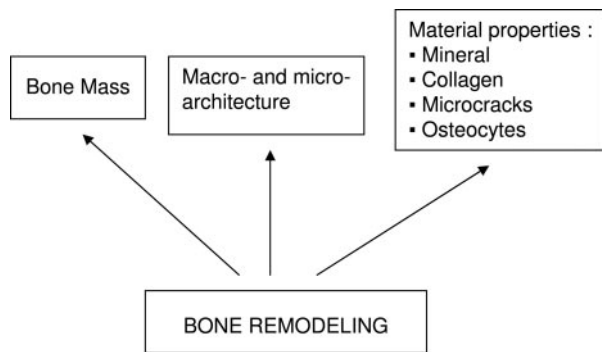 Bone Mass
Macro- and micro-
architecture
Material properties :
▪ Mineral
▪ Collagen
▪ Microcracks
▪ Osteocytes
BONE REMODELING